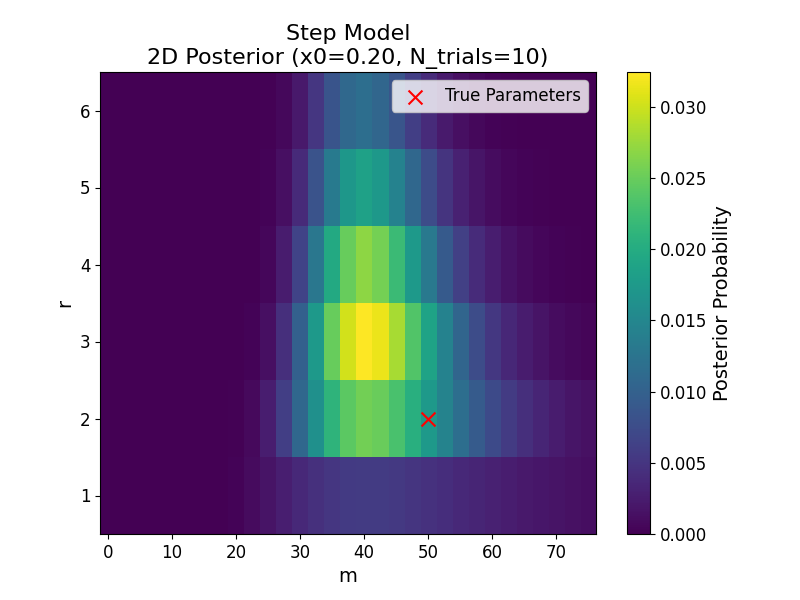 Step Model
2D Posterior (x0=0.20, N_trials=10)
True Parameters
6
5
4
3
2
1
r
0 10 20 30 40 50 60 70
m
0.030
0.025
0.020
0.015
0.010
0.005
0.000
Posterior Probability